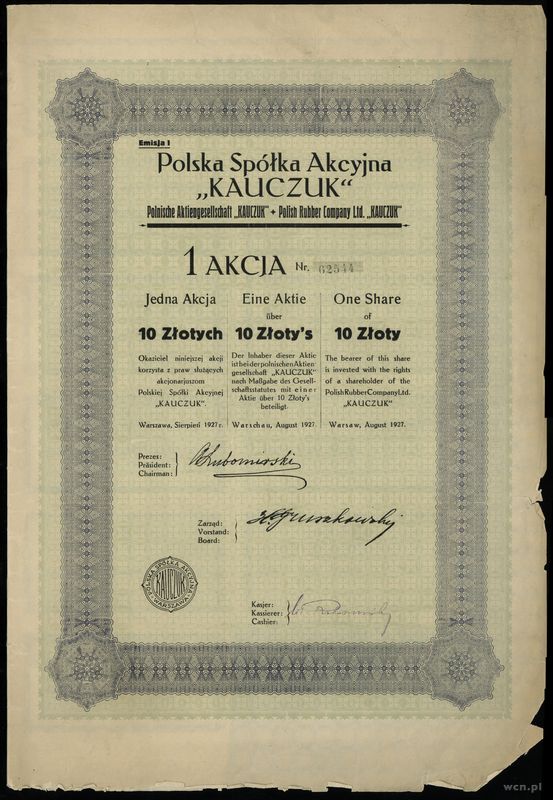 Emisja I
Polska Spółka Akcyjna
„KAUCZUK“
Polnische Aktiengesellschaft „KAUCZUK“ + Polish Rubber Company Ltd. „KAUCZUK“
1 AKCJA Nr. 62544
Jedna Akcja
10 Złotych
Okaziciel niniejszej akcji
korzysta z praw służących
akcjonarjuszom
Polskiej Spółki Akcyjnej
„KAUCZUK“.
Warszawa, Sierpień 1927 r.
Eine Aktie
über
10 Złoty's
Der Inhaber dieser Aktie
ist bei der polnischen Aktien-
gesellschaft „KAUCZUK“
nach Maßgabe des Gesell-
schaftsstatutes mit einer
Aktie über 10 Złoty's
beteiligt.
Warschau, August 1927.
One Share
of
10 Złoty
The bearer of this share
is invested with the rights
of a shareholder of the
Polish Rubber Company Ltd.
„KAUCZUK“
Warsaw, August 1927.
Prezes:
Präsident:
Chairman:
Lubomirski
Zarząd:
Vorstand:
Board:
POLSKA SPÓŁKA AKCYJNA
KAUCZUK
WARSZAWA
Kasjer:
Kassierer:
Cashier:
wcn.pl